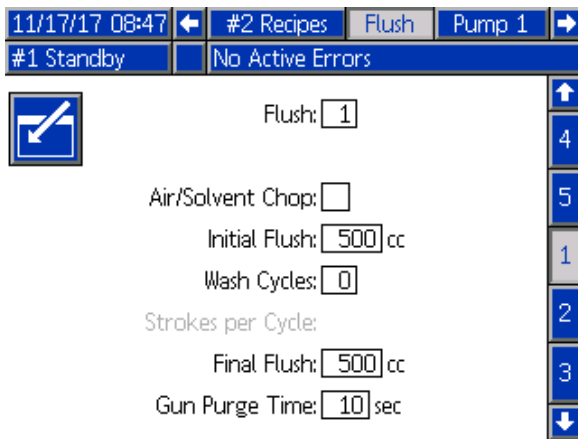 11/17/17 08:47 #2 Recipes Flush Pump 1
#1 Standby No Active Errors
Flush: 1
4
Air/Solvent Chop:
5
Initial Flush: 500 cc
1
Wash Cycles: 0
2
Strokes per Cycle:
Final Flush: 500 cc
3
Gun Purge Time: 10 sec